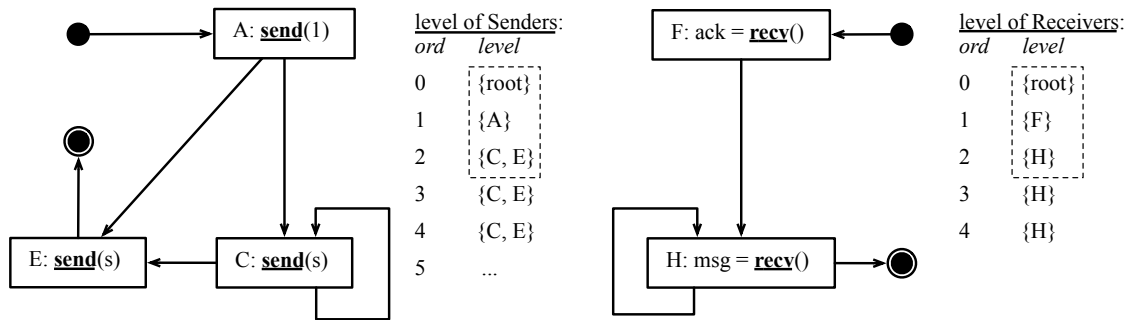 A: send(1)
E: send(s)
C: send(s)
level of Senders:
ord level
0 {root}
1 {A}
2 {C, E}
3 {C, E}
4 {C, E}
5 ...
F: ack = recv()
H: msg = recv()
level of Receivers:
ord level
0 {root}
1 {F}
2 {H}
3 {H}
4 {H}